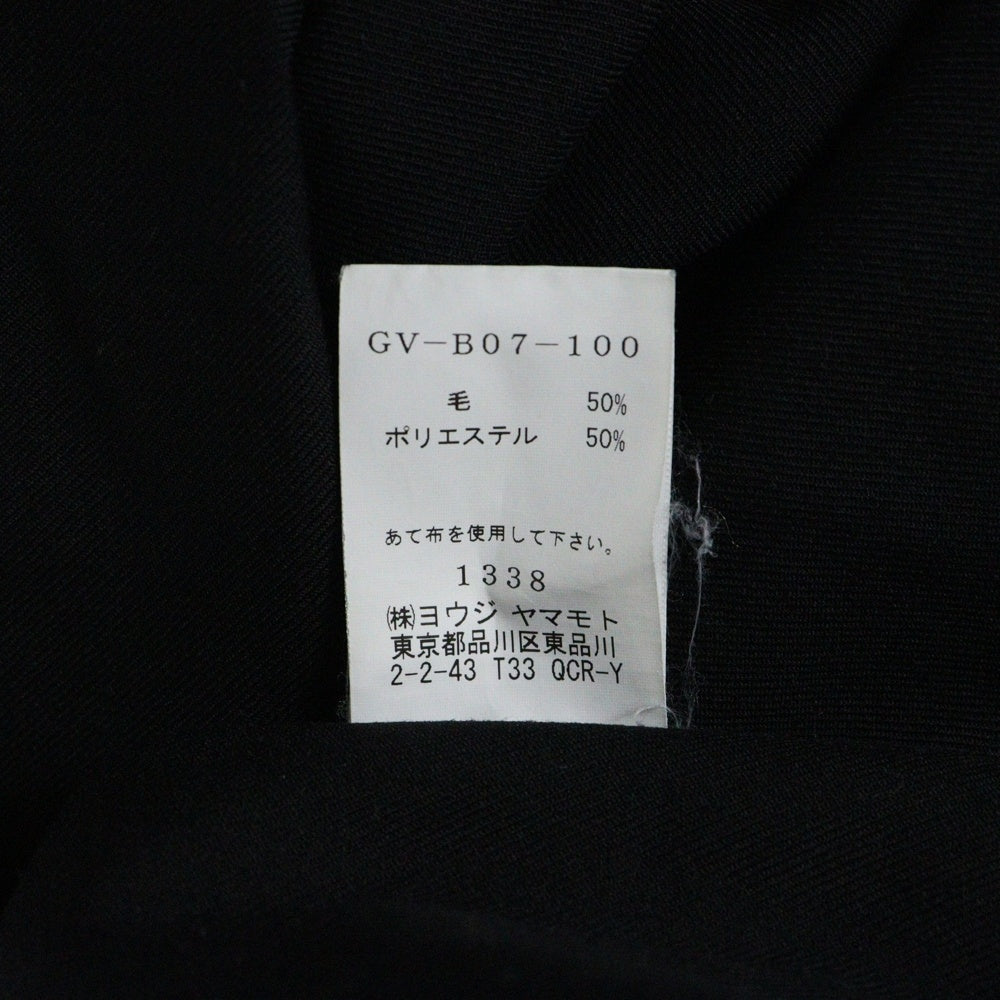 GV-B07-100
毛 50%
ポリエステル 50%
あて布を使用して下さい。
1338
㈱ヨウジ ヤマモト
東京都品川区東品川
2-2-43 T33 QCR-Y